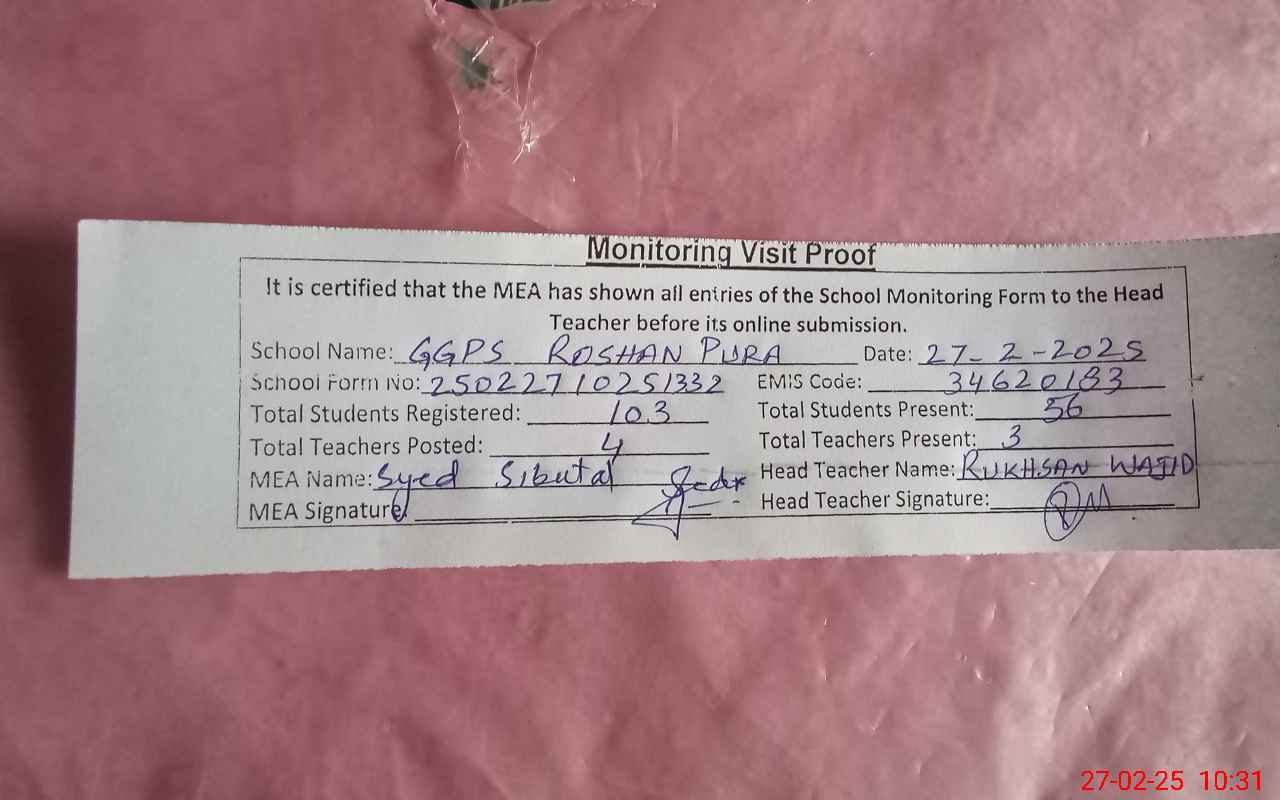 Monitoring Visit Proof
It is certified that the MEA has shown all entries of the School Monitoring Form to the Head
Teacher before its online submission.
School Name: GGPS ROSHAN PURA Date: 27-2-2025
School Form No: 25022710251332 EMIS Code: 34620183
Total Students Registered: 103 Total Students Present: 56
Total Teachers Posted: 4 Total Teachers Present: 3
MEA Name: Syed Sibutal Head Teacher Name: RUKHSAN WAJID
MEA Signature Head Teacher Signature:
27-02-25 10:31